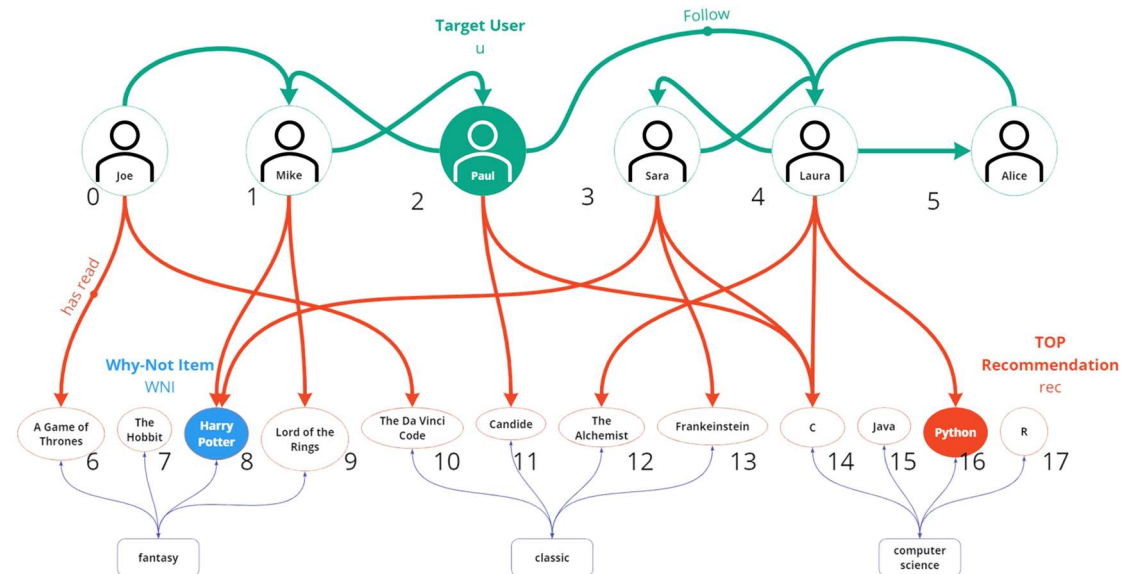 Target User
u
Follow
Joe
Mike
Paul
Sara
Laura
Alice
0
1
2
3
4
5
has read
Why-Not Item
WNI
TOP
Recommendation
rec
A Game of
Thrones
The
Hobbit
Harry
Potter
Lord of the
Rings
The Da Vinci
Code
Candide
The
Alchemist
Frankeinstein
C
Java
Python
R
6
7
8
9
10
11
12
13
14
15
16
17
fantasy
classic
computer
science